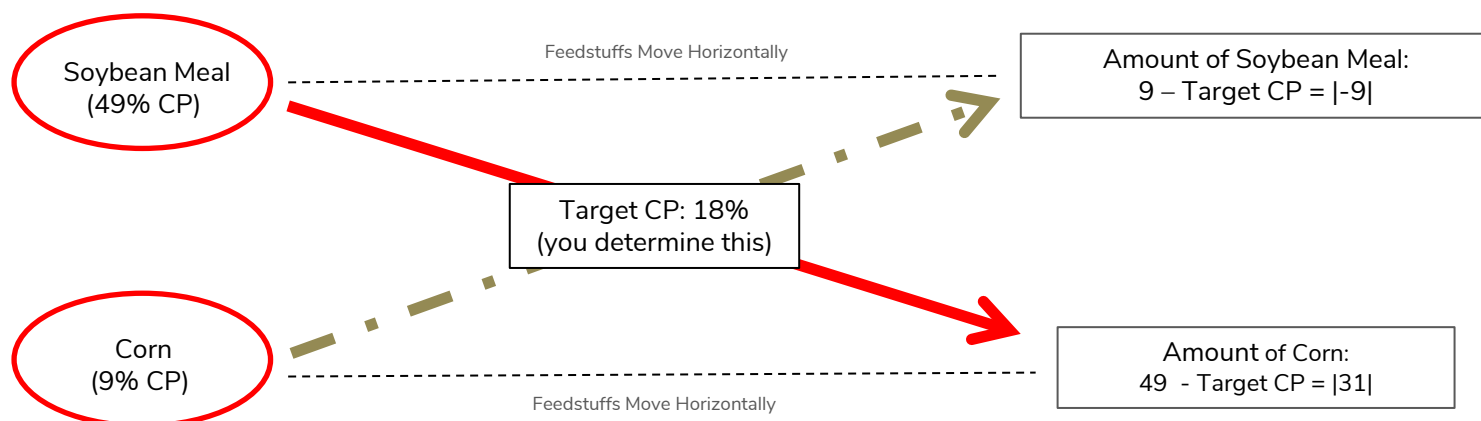 Feedstuffs Move Horizontally
Soybean Meal
(49% CP)
Amount of Soybean Meal:
9 – Target CP = |-9|
Target CP: 18%
(you determine this)
Corn
(9% CP)
Amount of Corn:
49  - Target CP = |31|
Feedstuffs Move Horizontally